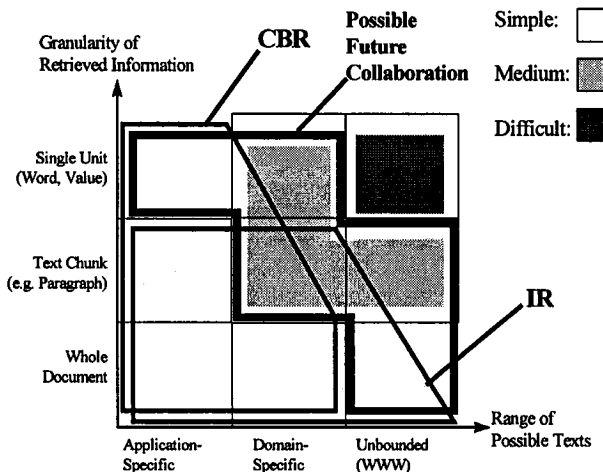 Granularity of
Retrieved Information
CBR
Possible
Future
Collaboration
Simple:
Medium:
Difficult:
Single Unit
(Word, Value)
Text Chunk
(e.g. Paragraph)
Whole
Document
IR
Range of
Possible Texts
Application-
Specific
Domain-
Specific
Unbounded
(WWW)